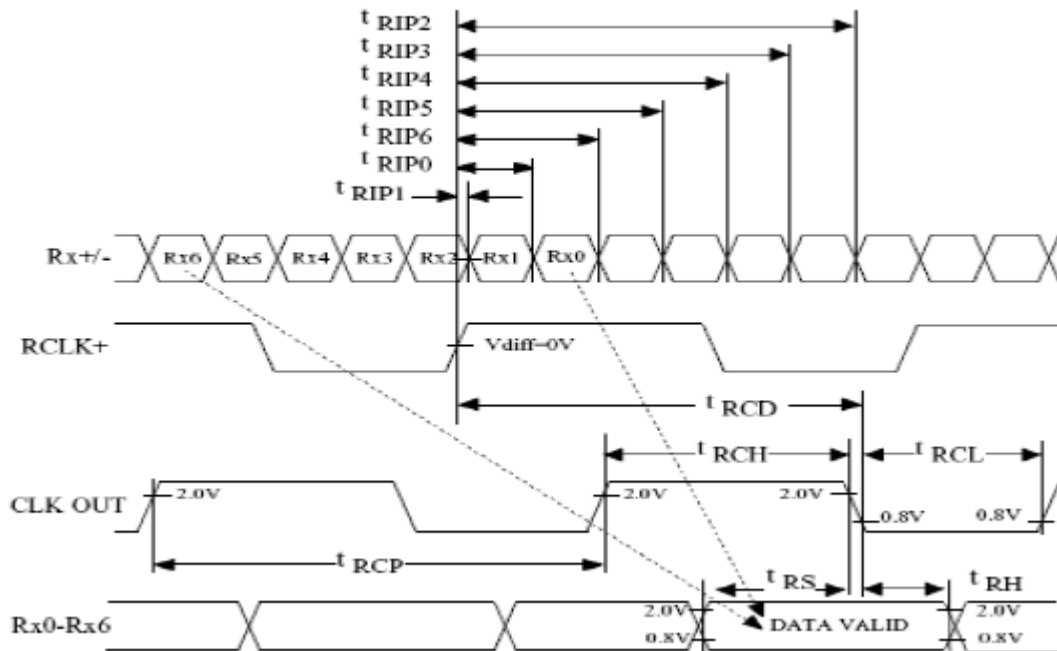 t RIP2
t RIP3
t RIP4
t RIP5
t RIP6
t RIP0
t RIP1
Rx+/- Rx6 Rx5 Rx4 Rx3 Rx2 Rx1 Rx0
RCLK+ Vdiff=0V
t RCD
t RCH t RCL
CLK OUT 2.0V 2.0V 2.0V 0.8V 0.8V
t RCP
t RS t RH
Rx0-Rx6 2.0V 0.8V DATA VALID 2.0V 0.8V